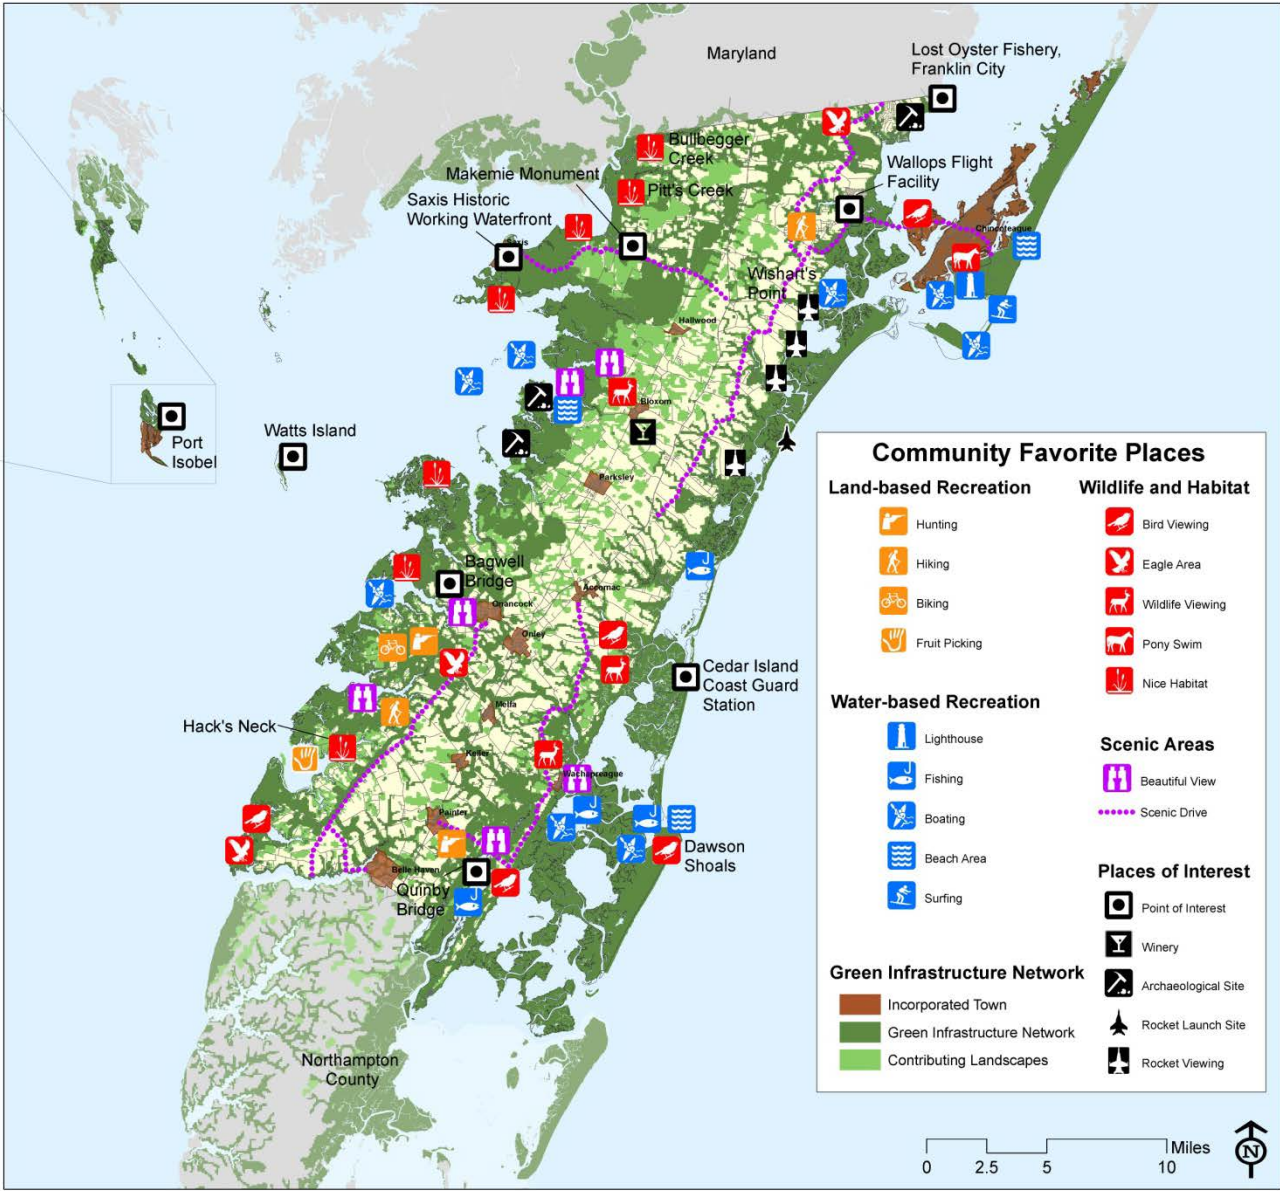 Maryland
Lost Oyster Fishery,
Franklin City
Bullbegger
Creek
Makemie Monument
Pitt's Creek
Wallops Flight
Facility
Saxis Historic
Working Waterfront
Saxis
Chincoteague
Wishart's
Point
Hallwood
Bloxom
Port
Isobel
Watts Island
Parksley
Bagwell
Bridge
Accomac
Onancock
Onley
Cedar Island
Coast Guard
Station
Melfa
Hack's Neck
Keller
Wachapreague
Painter
Dawson
Shoals
Belle Haven
Quinby
Bridge
Northampton
County
Community Favorite Places
Land-based Recreation
Hunting
Hiking
Biking
Fruit Picking
Water-based Recreation
Lighthouse
Fishing
Boating
Beach Area
Surfing
Green Infrastructure Network
Incorporated Town
Green Infrastructure Network
Contributing Landscapes
Wildlife and Habitat
Bird Viewing
Eagle Area
Wildlife Viewing
Pony Swim
Nice Habitat
Scenic Areas
Beautiful View
Scenic Drive
Places of Interest
Point of Interest
Winery
Archaeological Site
Rocket Launch Site
Rocket Viewing
Miles
0 2.5 5 10
N